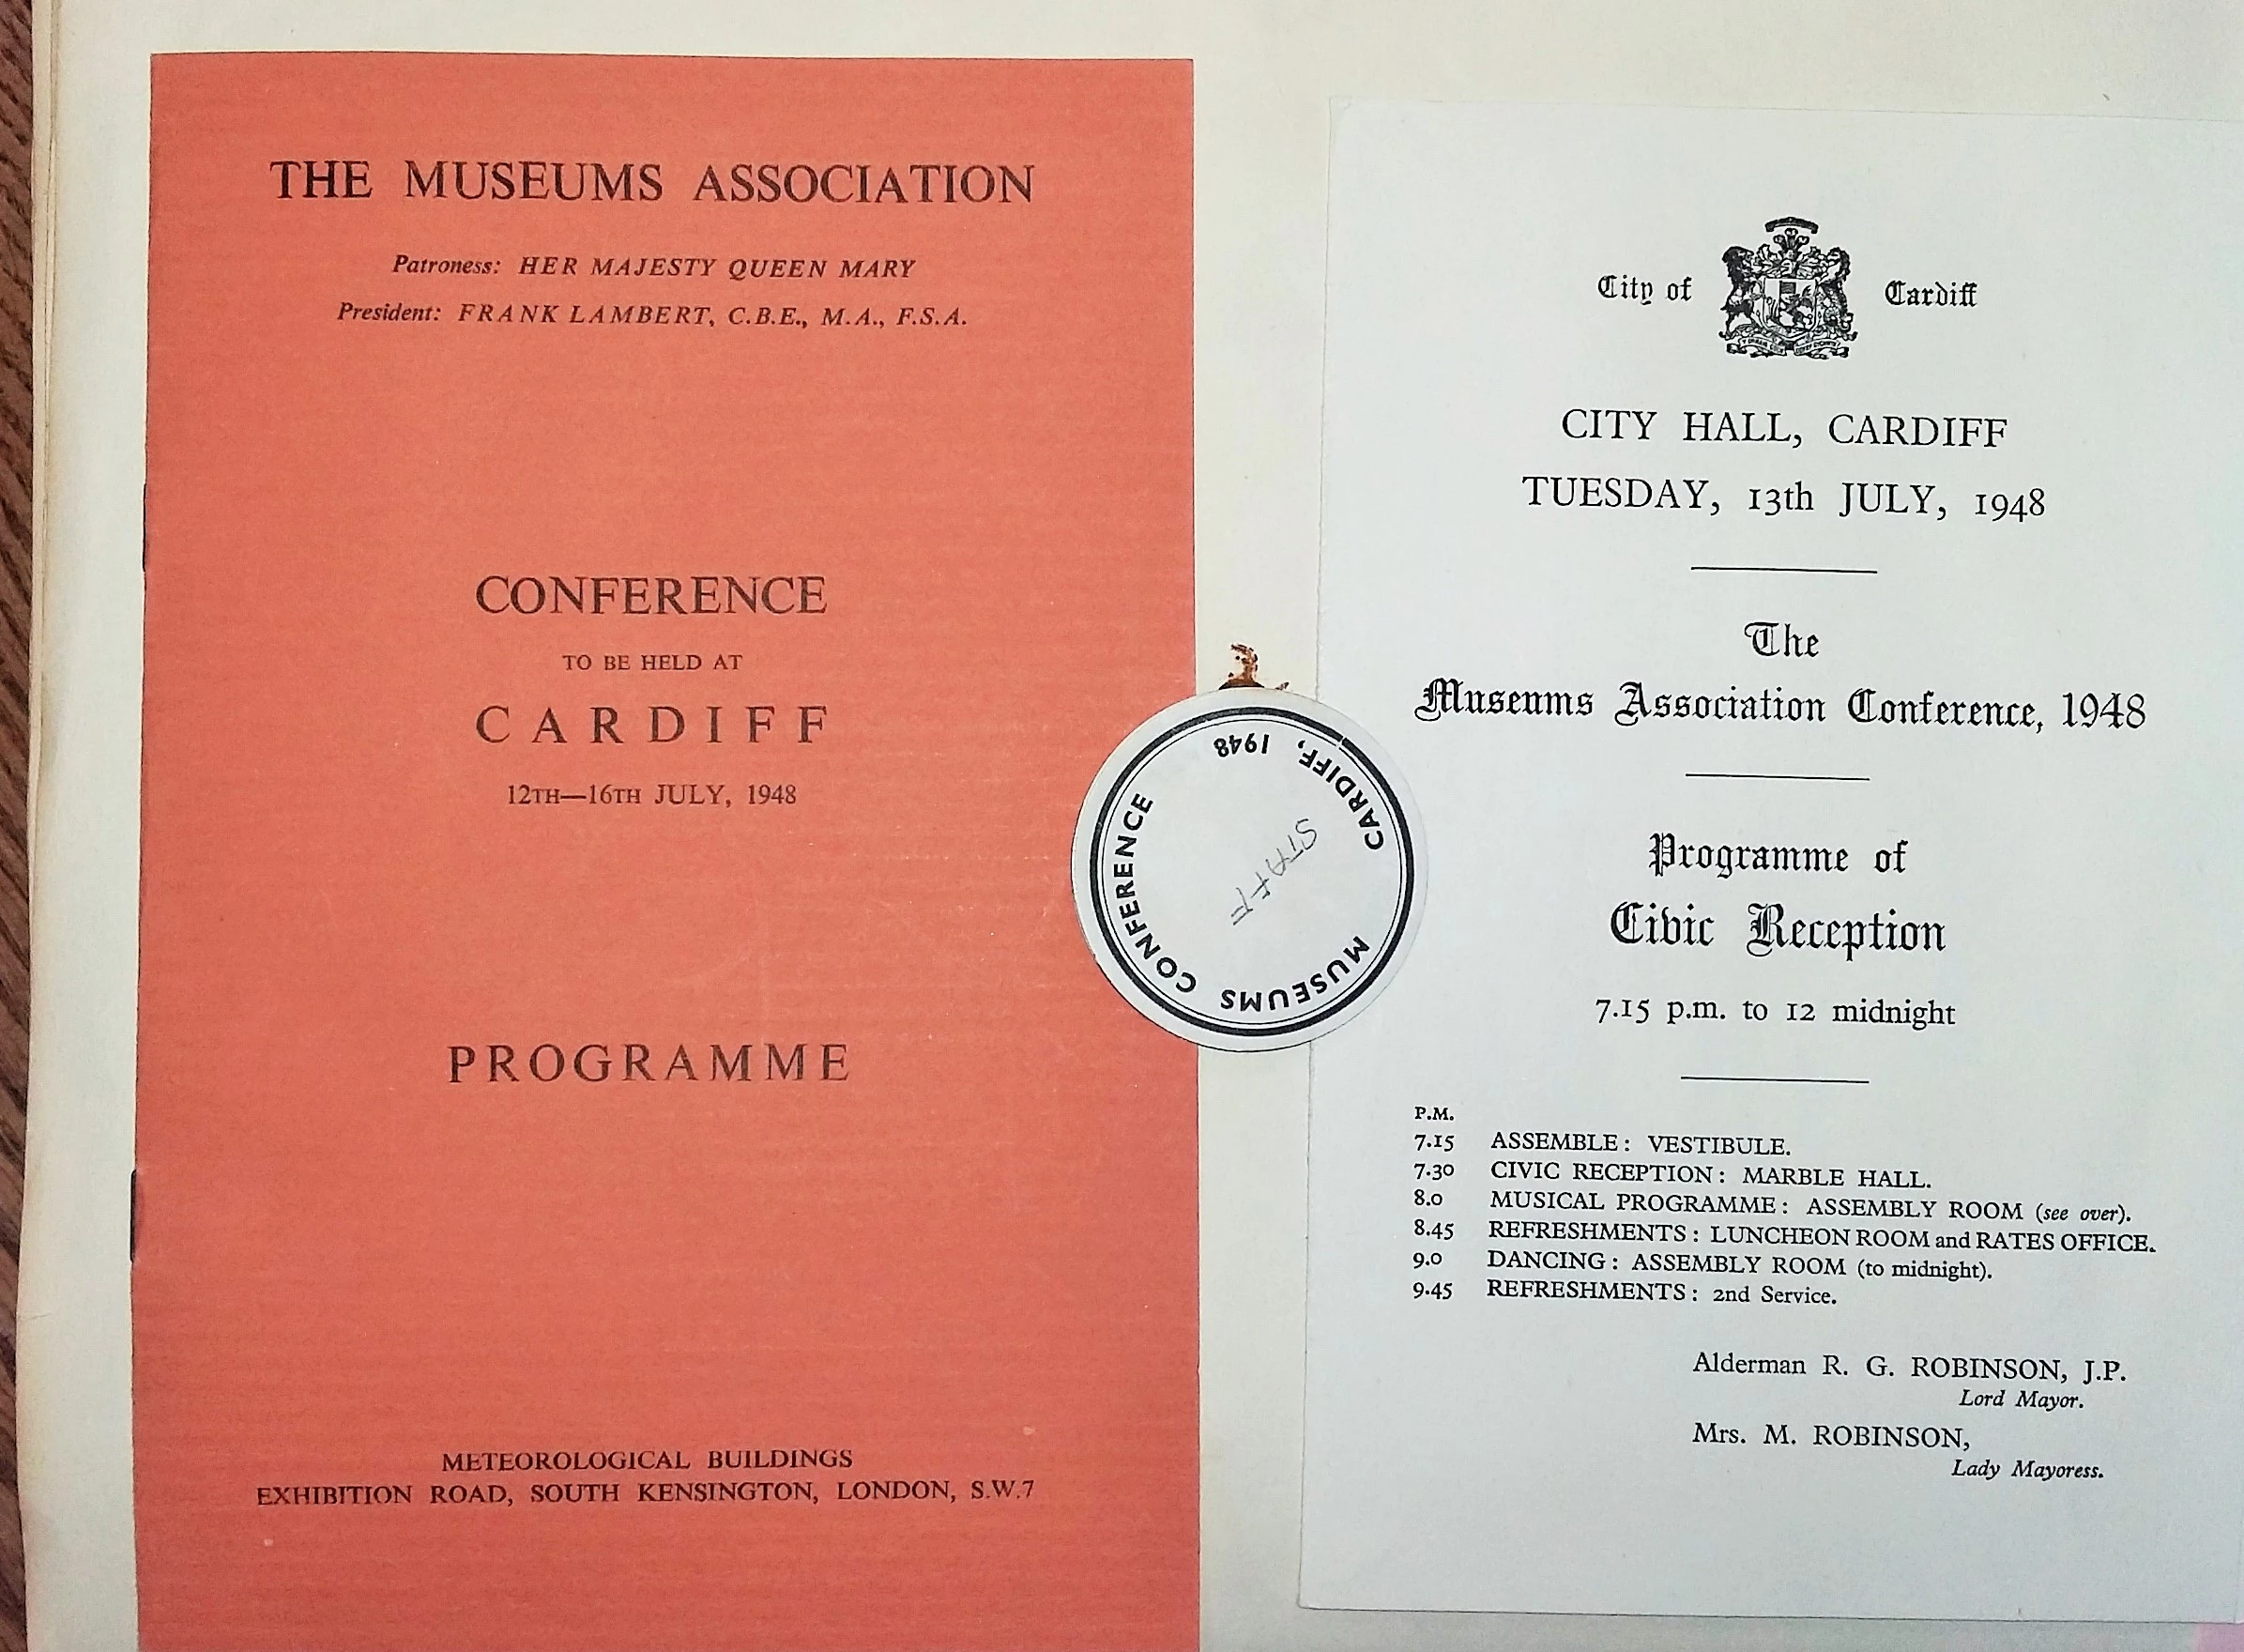 THE MUSEUMS ASSOCIATION
Patroness: HER MAJESTY QUEEN MARY
President: FRANK LAMBERT, C.B.E., M.A., F.S.A.
CONFERENCE
TO BE HELD AT
CARDIFF
12TH—16TH JULY, 1948
PROGRAMME
METEOROLOGICAL BUILDINGS
EXHIBITION ROAD, SOUTH KENSINGTON, LONDON, S.W.7
MUSEUMS CONFERENCE
CARDIFF, 1948
STAFF
City of Cardiff
CITY HALL, CARDIFF
TUESDAY, 13th JULY, 1948
The
Museums Association Conference, 1948
Programme of
Civic Reception
7.15 p.m. to 12 midnight
P.M.
7.15 ASSEMBLE: VESTIBULE.
7.30 CIVIC RECEPTION: MARBLE HALL.
8.0 MUSICAL PROGRAMME: ASSEMBLY ROOM (see over).
8.45 REFRESHMENTS: LUNCHEON ROOM and RATES OFFICE.
9.0 DANCING: ASSEMBLY ROOM (to midnight).
9.45 REFRESHMENTS: 2nd Service.
Alderman R. G. ROBINSON, J.P.
Lord Mayor.
Mrs. M. ROBINSON,
Lady Mayoress.